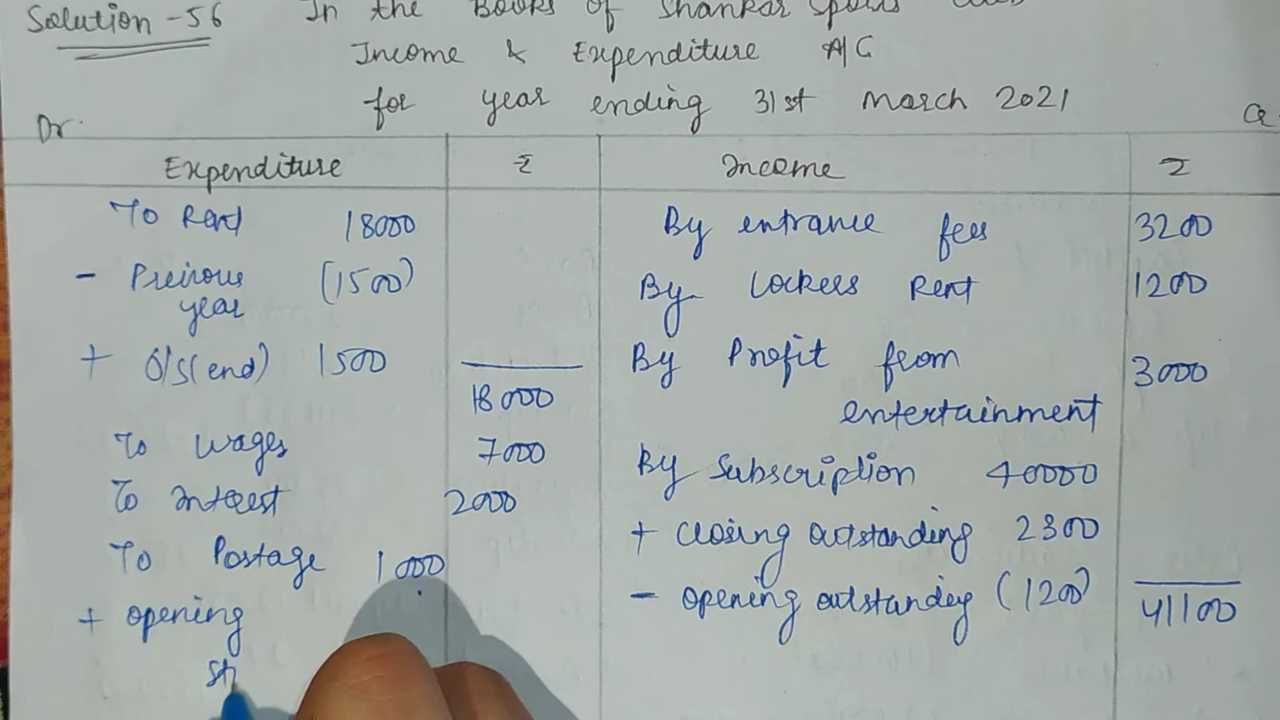 Solution - 56 In the Books of Shankar Sports
Income & Expenditure A/C
for year ending 31st March 2021
Dr. Cr.
Expenditure ₹ Income ₹
To Rent 18000 By entrance fees 3200
- Previous year (1500) By Lockers Rent 1200
+ O/S(end) 1500 By Profit from entertainment 3000
18000
To wages 7000 By Subscription 40000
To Interest 2000 + Closing outstanding 2300
To Postage 1000 - opening outstanding (1200) 41100
+ opening
st